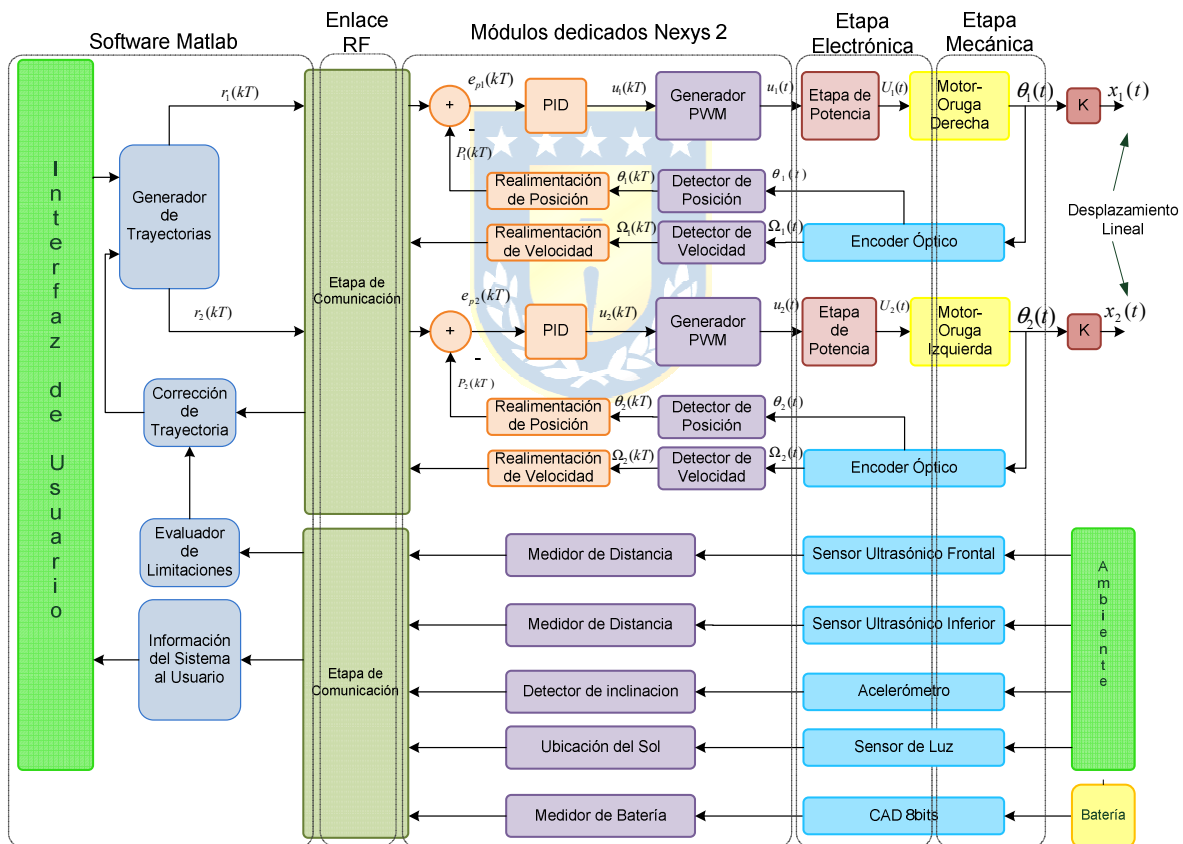 Software Matlab
Enlace
RF
Módulos dedicados Nexys 2
Etapa
Electrónica
Etapa
Mecánica
Interfaz de Usuario
r₁(kT)
Generador
de
Trayectorias
r₂(kT)
Corrección
de
Trayectoria
Evaluador
de
Limitaciones
Información
del Sistema
al Usuario
Etapa de
Comunicación
Etapa de
Comunicación
+
e_p1(kT)
-
PID
u₁(kT)
Generador
PWM
u₁(t)
Etapa de
Potencia
U₁(t)
Motor-
Oruga
Derecha
θ₁(t)
K
x₁(t)
P₁(kT)
Realimentación
de Posición
θ₁(kT)
Detector de
Posición
θ₁(t)
Realimentación
de Velocidad
Ω₁(kT)
Detector de
Velocidad
Ω₁(t)
Encoder Óptico
Desplazamiento
Lineal
+
e_p2(kT)
-
PID
u₂(kT)
Generador
PWM
u₂(t)
Etapa
de
Potencia
U₂(t)
Motor-
Oruga
Izquierda
θ₂(t)
K
x₂(t)
P₂(kT)
Realimentación
de Posición
θ₂(kT)
Detector de
Posición
θ₂(t)
Realimentación
de Velocidad
Ω₂(kT)
Detector de
Velocidad
Ω₂(t)
Encoder Óptico
Medidor de Distancia
Sensor Ultrasónico Frontal
Medidor de Distancia
Sensor Ultrasónico Inferior
Detector de inclinacion
Acelerómetro
Ubicación del Sol
Sensor de Luz
Medidor de Batería
CAD 8bits
Ambiente
Batería